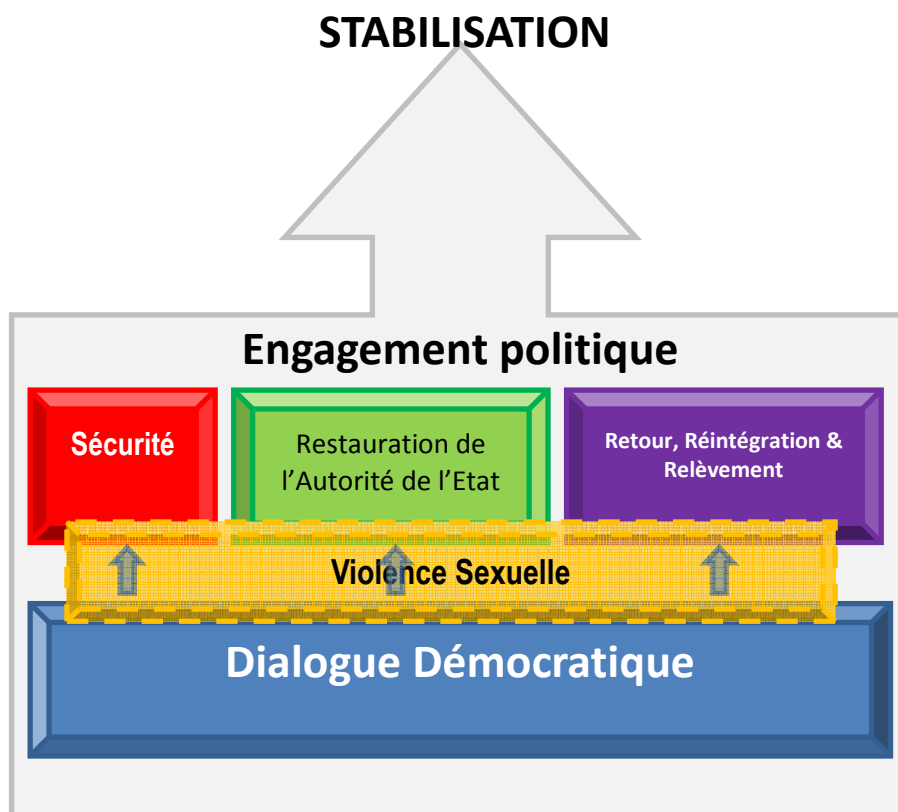 STABILISATION
Engagement politique
Sécurité
Restauration de
l’Autorité de l’Etat
Retour, Réintégration &
Relèvement
Violence Sexuelle
Dialogue Démocratique